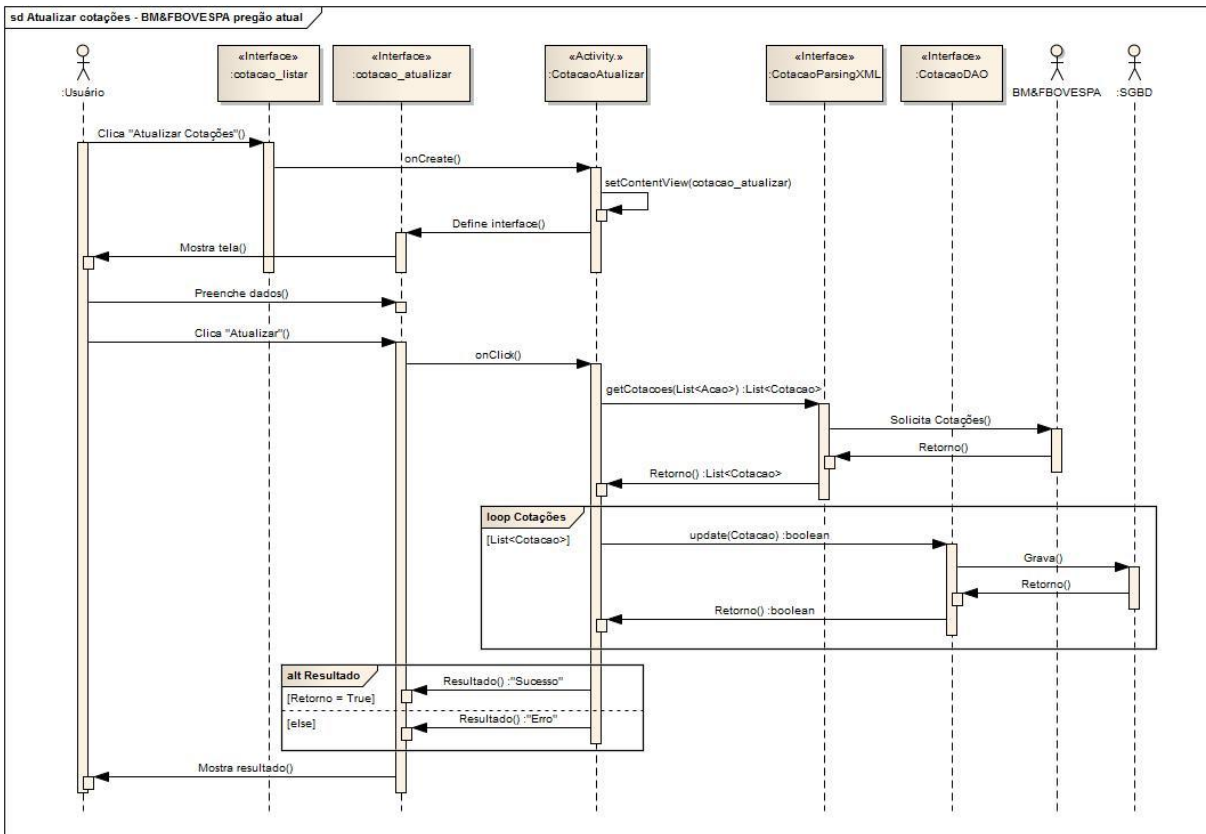 sd Atualizar cotações - BM&FBOVESPA pregão atual
:Usuário
«Interface»
:cotacao_listar
«Interface»
:cotacao_atualizar
«Activity.»
:CotacaoAtualizar
«Interface»
:CotacaoParsingXML
«Interface»
:CotacaoDAO
BM&FBOVESPA
:SGBD
Clica "Atualizar Cotações"()
onCreate()
setContentView(cotacao_atualizar)
Define interface()
Mostra tela()
Preenche dados()
Clica "Atualizar"()
onClick()
getCotacoes(List<Acao>) :List<Cotacao>
Solicita Cotações()
Retorno()
Retorno() :List<Cotacao>
loop Cotações
[List<Cotacao>]
update(Cotacao) :boolean
Grava()
Retorno()
Retorno() :boolean
alt Resultado
[Retorno = True]
Resultado() :"Sucesso"
[else]
Resultado() :"Erro"
Mostra resultado()